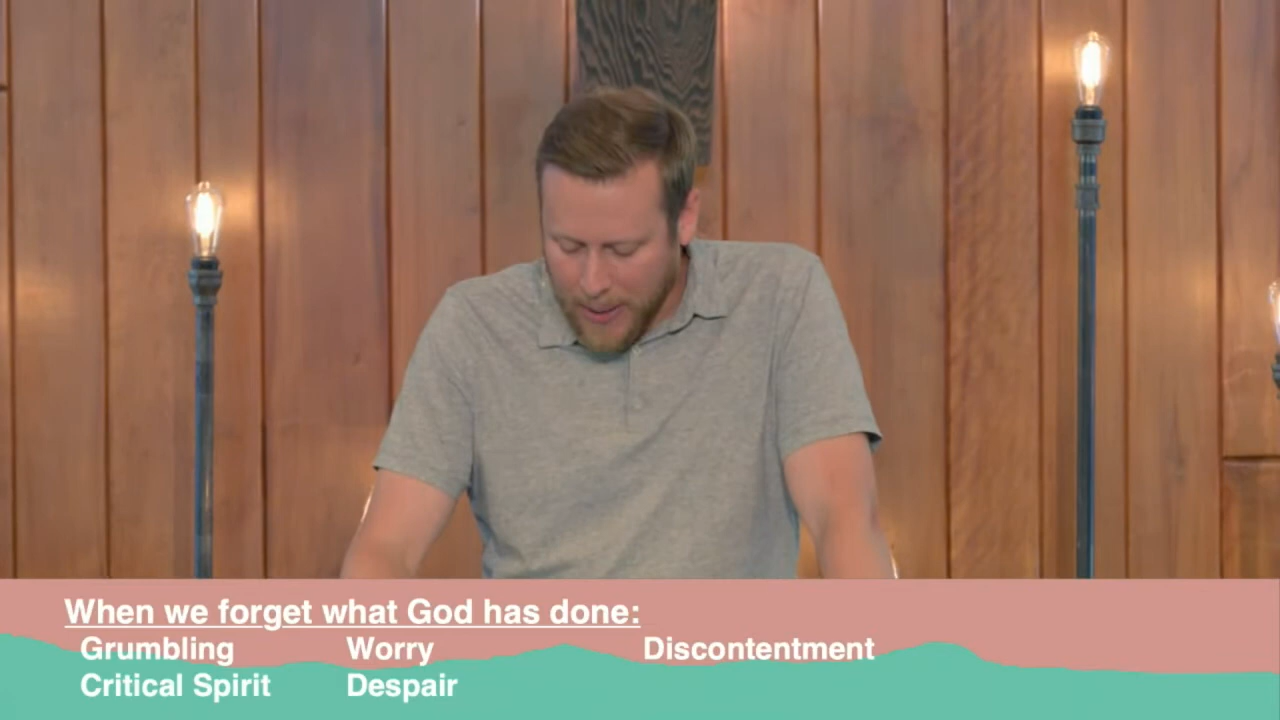 When we forget what God has done:
Grumbling Worry Discontentment
Critical Spirit Despair